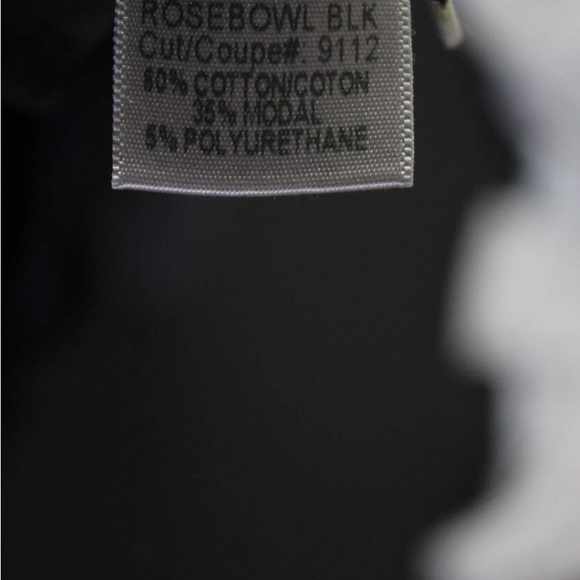 ROSEBOWL BLK
Cut/Coupe#: 9112
60% COTTON/COTON
35% MODAL
5% POLYURETHANE